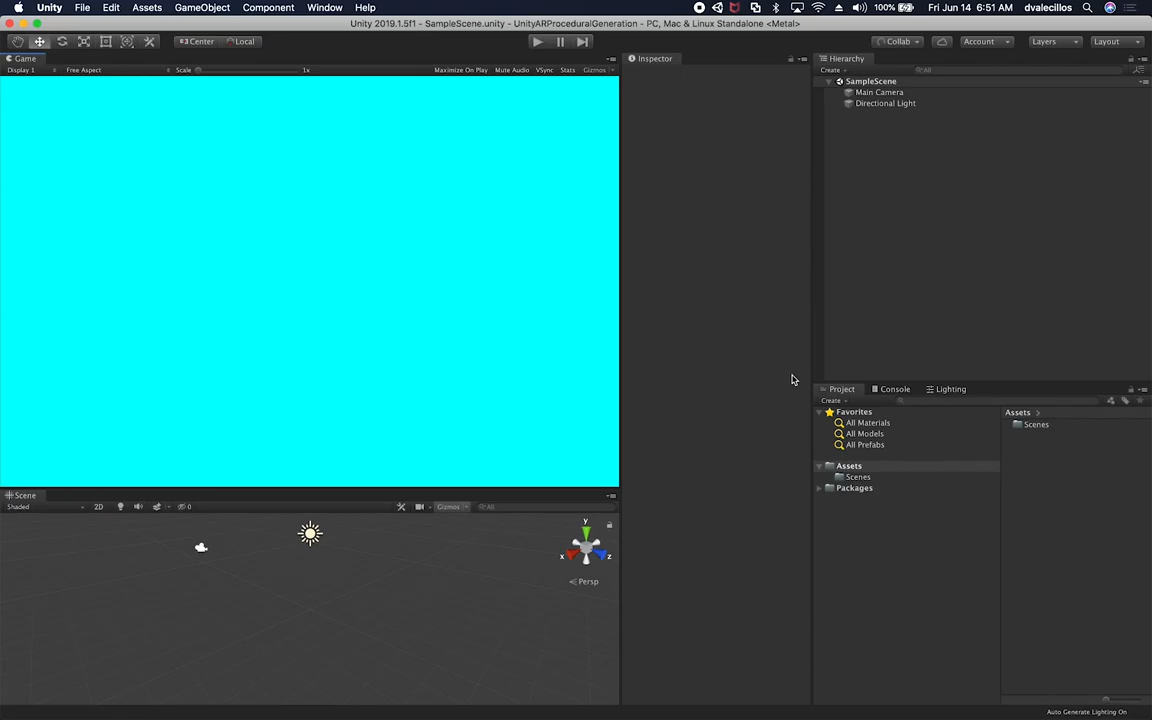 Unity File Edit Assets GameObject Component Window Help 100% Fri Jun 14 6:51 AM dvalecillos
Unity 2019.1.5f1 - SampleScene.unity - UnityARProceduralGeneration - PC, Mac & Linux Standalone <Metal>
Center Local Collab Account Layers Layout
Game Inspector Hierarchy
Display 1 Free Aspect Scale 1x Maximize On Play Mute Audio VSync Stats Gizmos Create All
SampleScene
Main Camera
Directional Light
Project Console Lighting
Create
Favorites Assets
All Materials Scenes
All Models
All Prefabs
Assets
Scenes
Packages
Scene
Shaded 2D 0 Gizmos All
y
x z
Persp
Auto Generate Lighting On